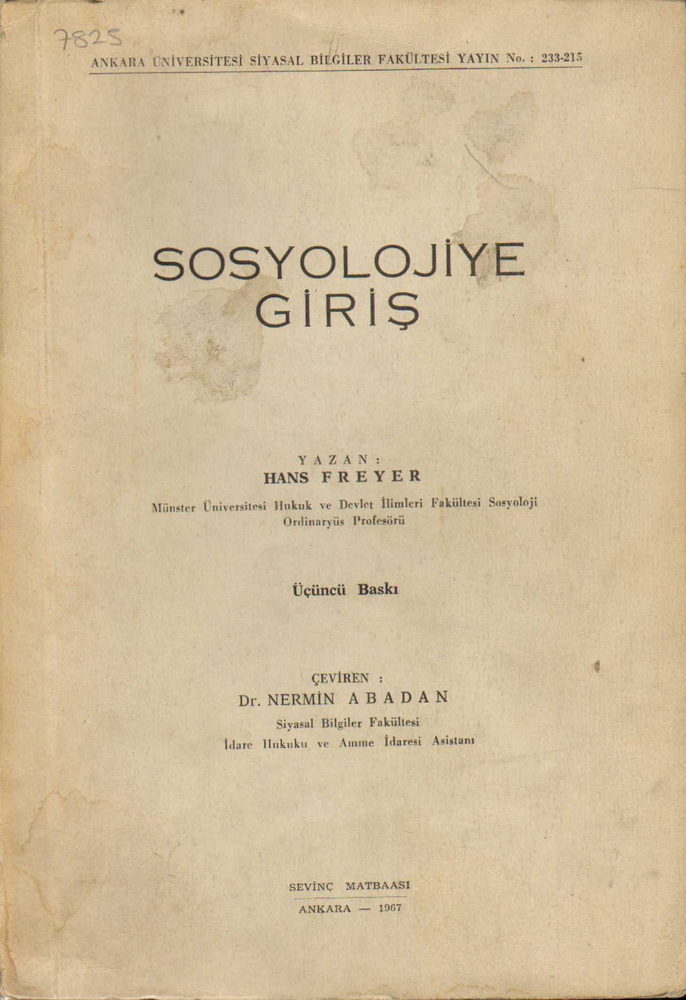 7825
ANKARA ÜNİVERSİTESİ SİYASAL BİLGİLER FAKÜLTESİ YAYIN No. : 233-215
SOSYOLOJİYE
GİRİŞ
YAZAN :
HANS FREYER
Münster Üniversitesi Hukuk ve Devlet İlimleri Fakültesi Sosyoloji
Ordinaryüs Profesörü
Üçüncü Baskı
ÇEVİREN :
Dr. NERMİN ABADAN
Siyasal Bilgiler Fakültesi
İdare Hukuku ve Amme İdaresi Asistanı
SEVİNÇ MATBAASI
ANKARA — 1967